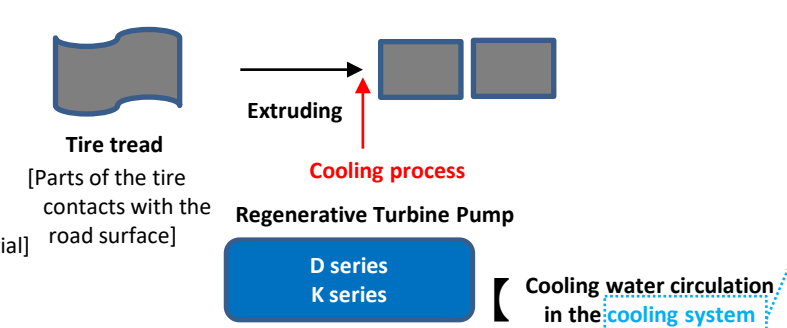 Extruding
Tire tread
[Parts of the tire
contacts with the
road surface]
ial]
Cooling process
Regenerative Turbine Pump
D series
K series
Cooling water circulation
in the cooling system